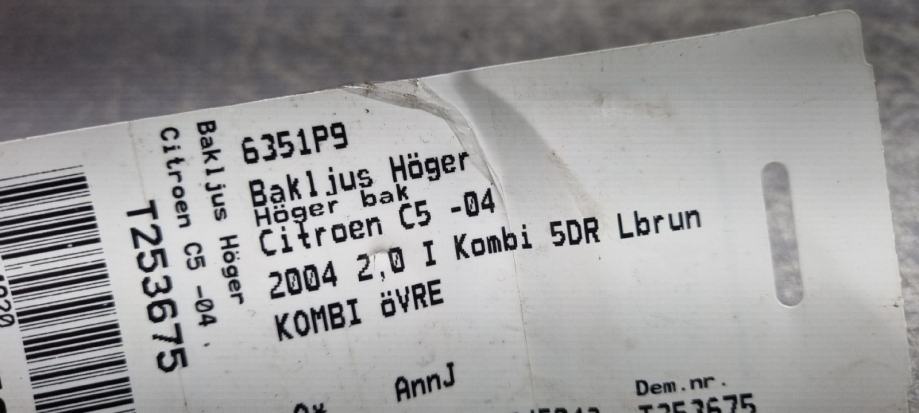 6351P9
Bakljus Höger
Höger bak
Citroen C5 -04
2004 2,0 I Kombi 5DR Lbrun
KOMBI öVRE
AnnJ
Dem.nr.
T253675
Bakljus Höger
Citroen C5 -04
T253675